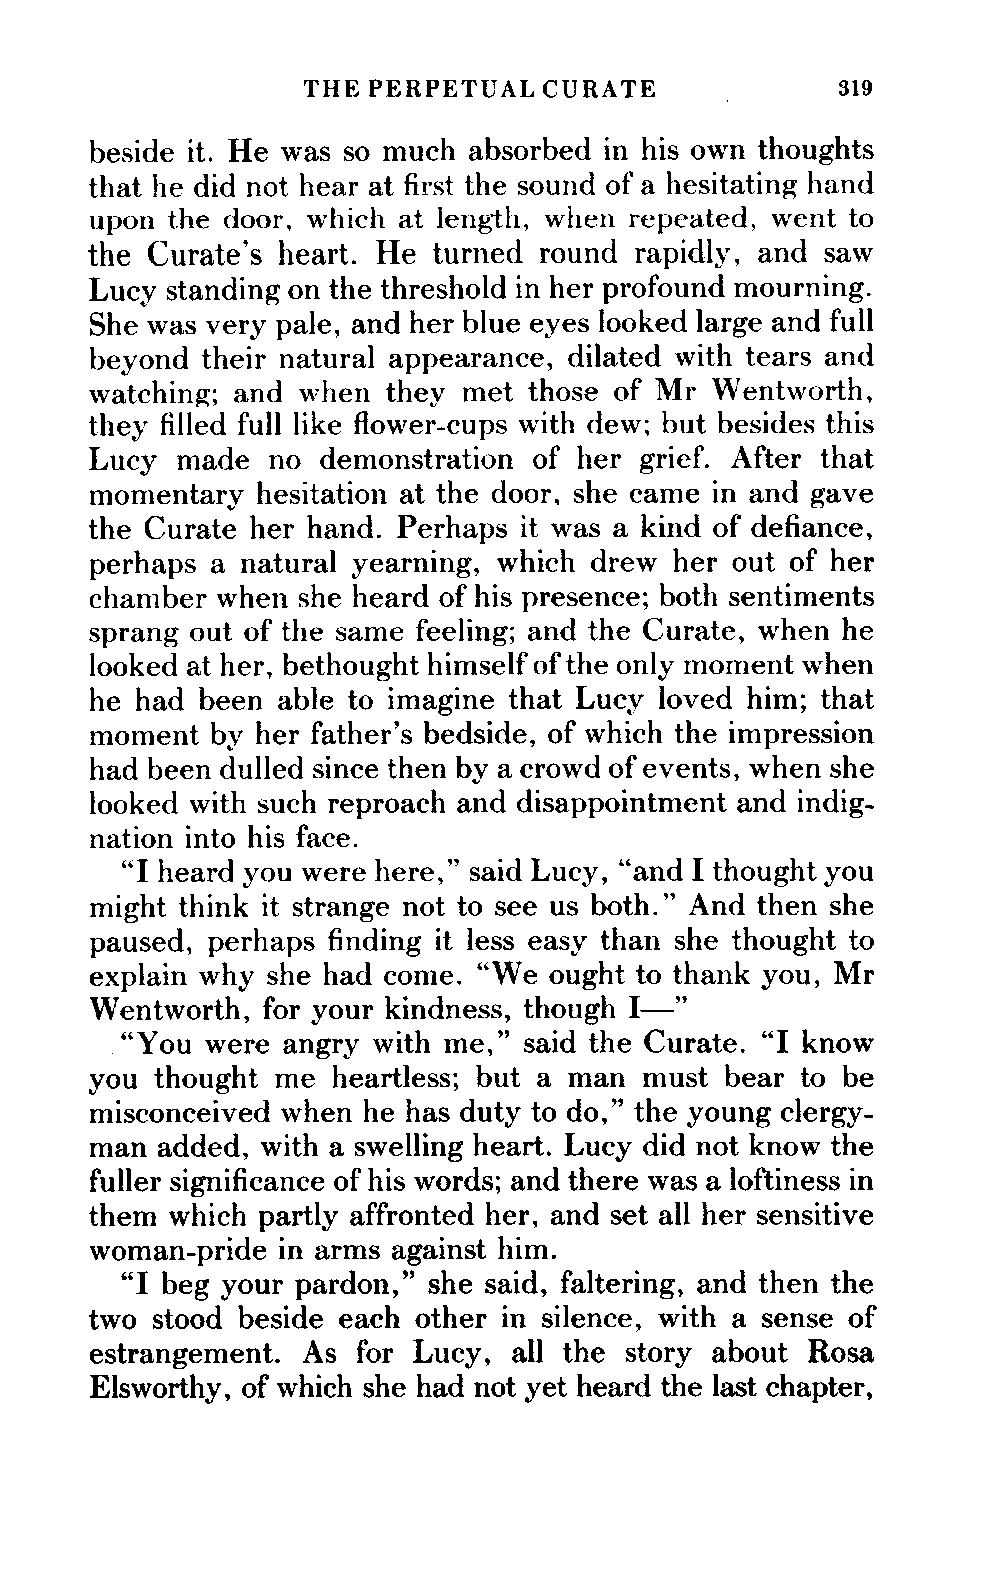 THE PERPETUAL CURATE 319
beside it. He was so much absorbed in his own thoughts
that he did not hear at first the sound of a hesitating hand
upon the door, which at length, when repeated, went to
the Curate's heart. He turned round rapidly, and saw
Lucy standing on the threshold in her profound mourning.
She was very pale, and her blue eyes looked large and full
beyond their natural appearance, dilated with tears and
watching; and when they met those of Mr Wentworth,
they filled full like flower-cups with dew; but besides this
Lucy made no demonstration of her grief. After that
momentary hesitation at the door, she came in and gave
the Curate her hand. Perhaps it was a kind of defiance,
perhaps a natural yearning, which drew her out of her
chamber when she heard of his presence; both sentiments
sprang out of the same feeling; and the Curate, when he
looked at her, bethought himself of the only moment when
he had been able to imagine that Lucy loved him; that
moment by her father's bedside, of which the impression
had been dulled since then by a crowd of events, when she
looked with such reproach and disappointment and indig-
nation into his face.
“I heard you were here,” said Lucy, “and I thought you
might think it strange not to see us both.” And then she
paused, perhaps finding it less easy than she thought to
explain why she had come. “We ought to thank you, Mr
Wentworth, for your kindness, though I—”
“You were angry with me,” said the Curate. “I know
you thought me heartless; but a man must bear to be
misconceived when he has duty to do,” the young clergy-
man added, with a swelling heart. Lucy did not know the
fuller significance of his words; and there was a loftiness in
them which partly affronted her, and set all her sensitive
woman-pride in arms against him.
“I beg your pardon,” she said, faltering, and then the
two stood beside each other in silence, with a sense of
estrangement. As for Lucy, all the story about Rosa
Elsworthy, of which she had not yet heard the last chapter,